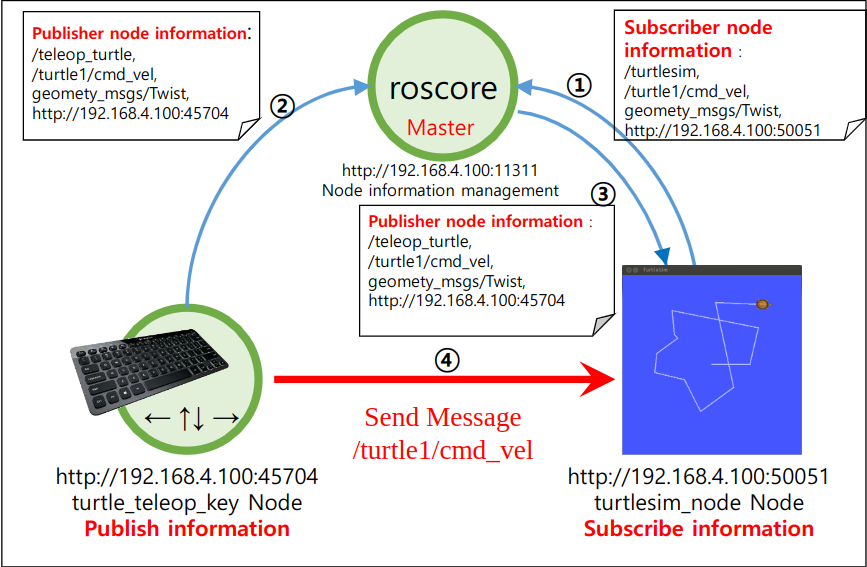 Publisher node information:
/teleop_turtle,
/turtle1/cmd_vel,
geomety_msgs/Twist,
http://192.168.4.100:45704
②
roscore
Master
http://192.168.4.100:11311
Node information management
①
Subscriber node
information :
/turtlesim,
/turtle1/cmd_vel,
geomety_msgs/Twist,
http://192.168.4.100:50051
③
Publisher node information :
/teleop_turtle,
/turtle1/cmd_vel,
geomety_msgs/Twist,
http://192.168.4.100:45704
TurtleSim
④
Send Message
/turtle1/cmd_vel
←↑↓→
http://192.168.4.100:45704
turtle_teleop_key Node
Publish information
http://192.168.4.100:50051
turtlesim_node Node
Subscribe information